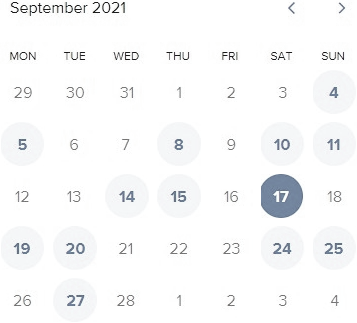 September 2021
MON TUE WED THU FRI SAT SUN
29 30 31 1 2 3 4
5 6 7 8 9 10 11
12 13 14 15 16 17 18
19 20 21 22 23 24 25
26 27 28 1 2 3 4